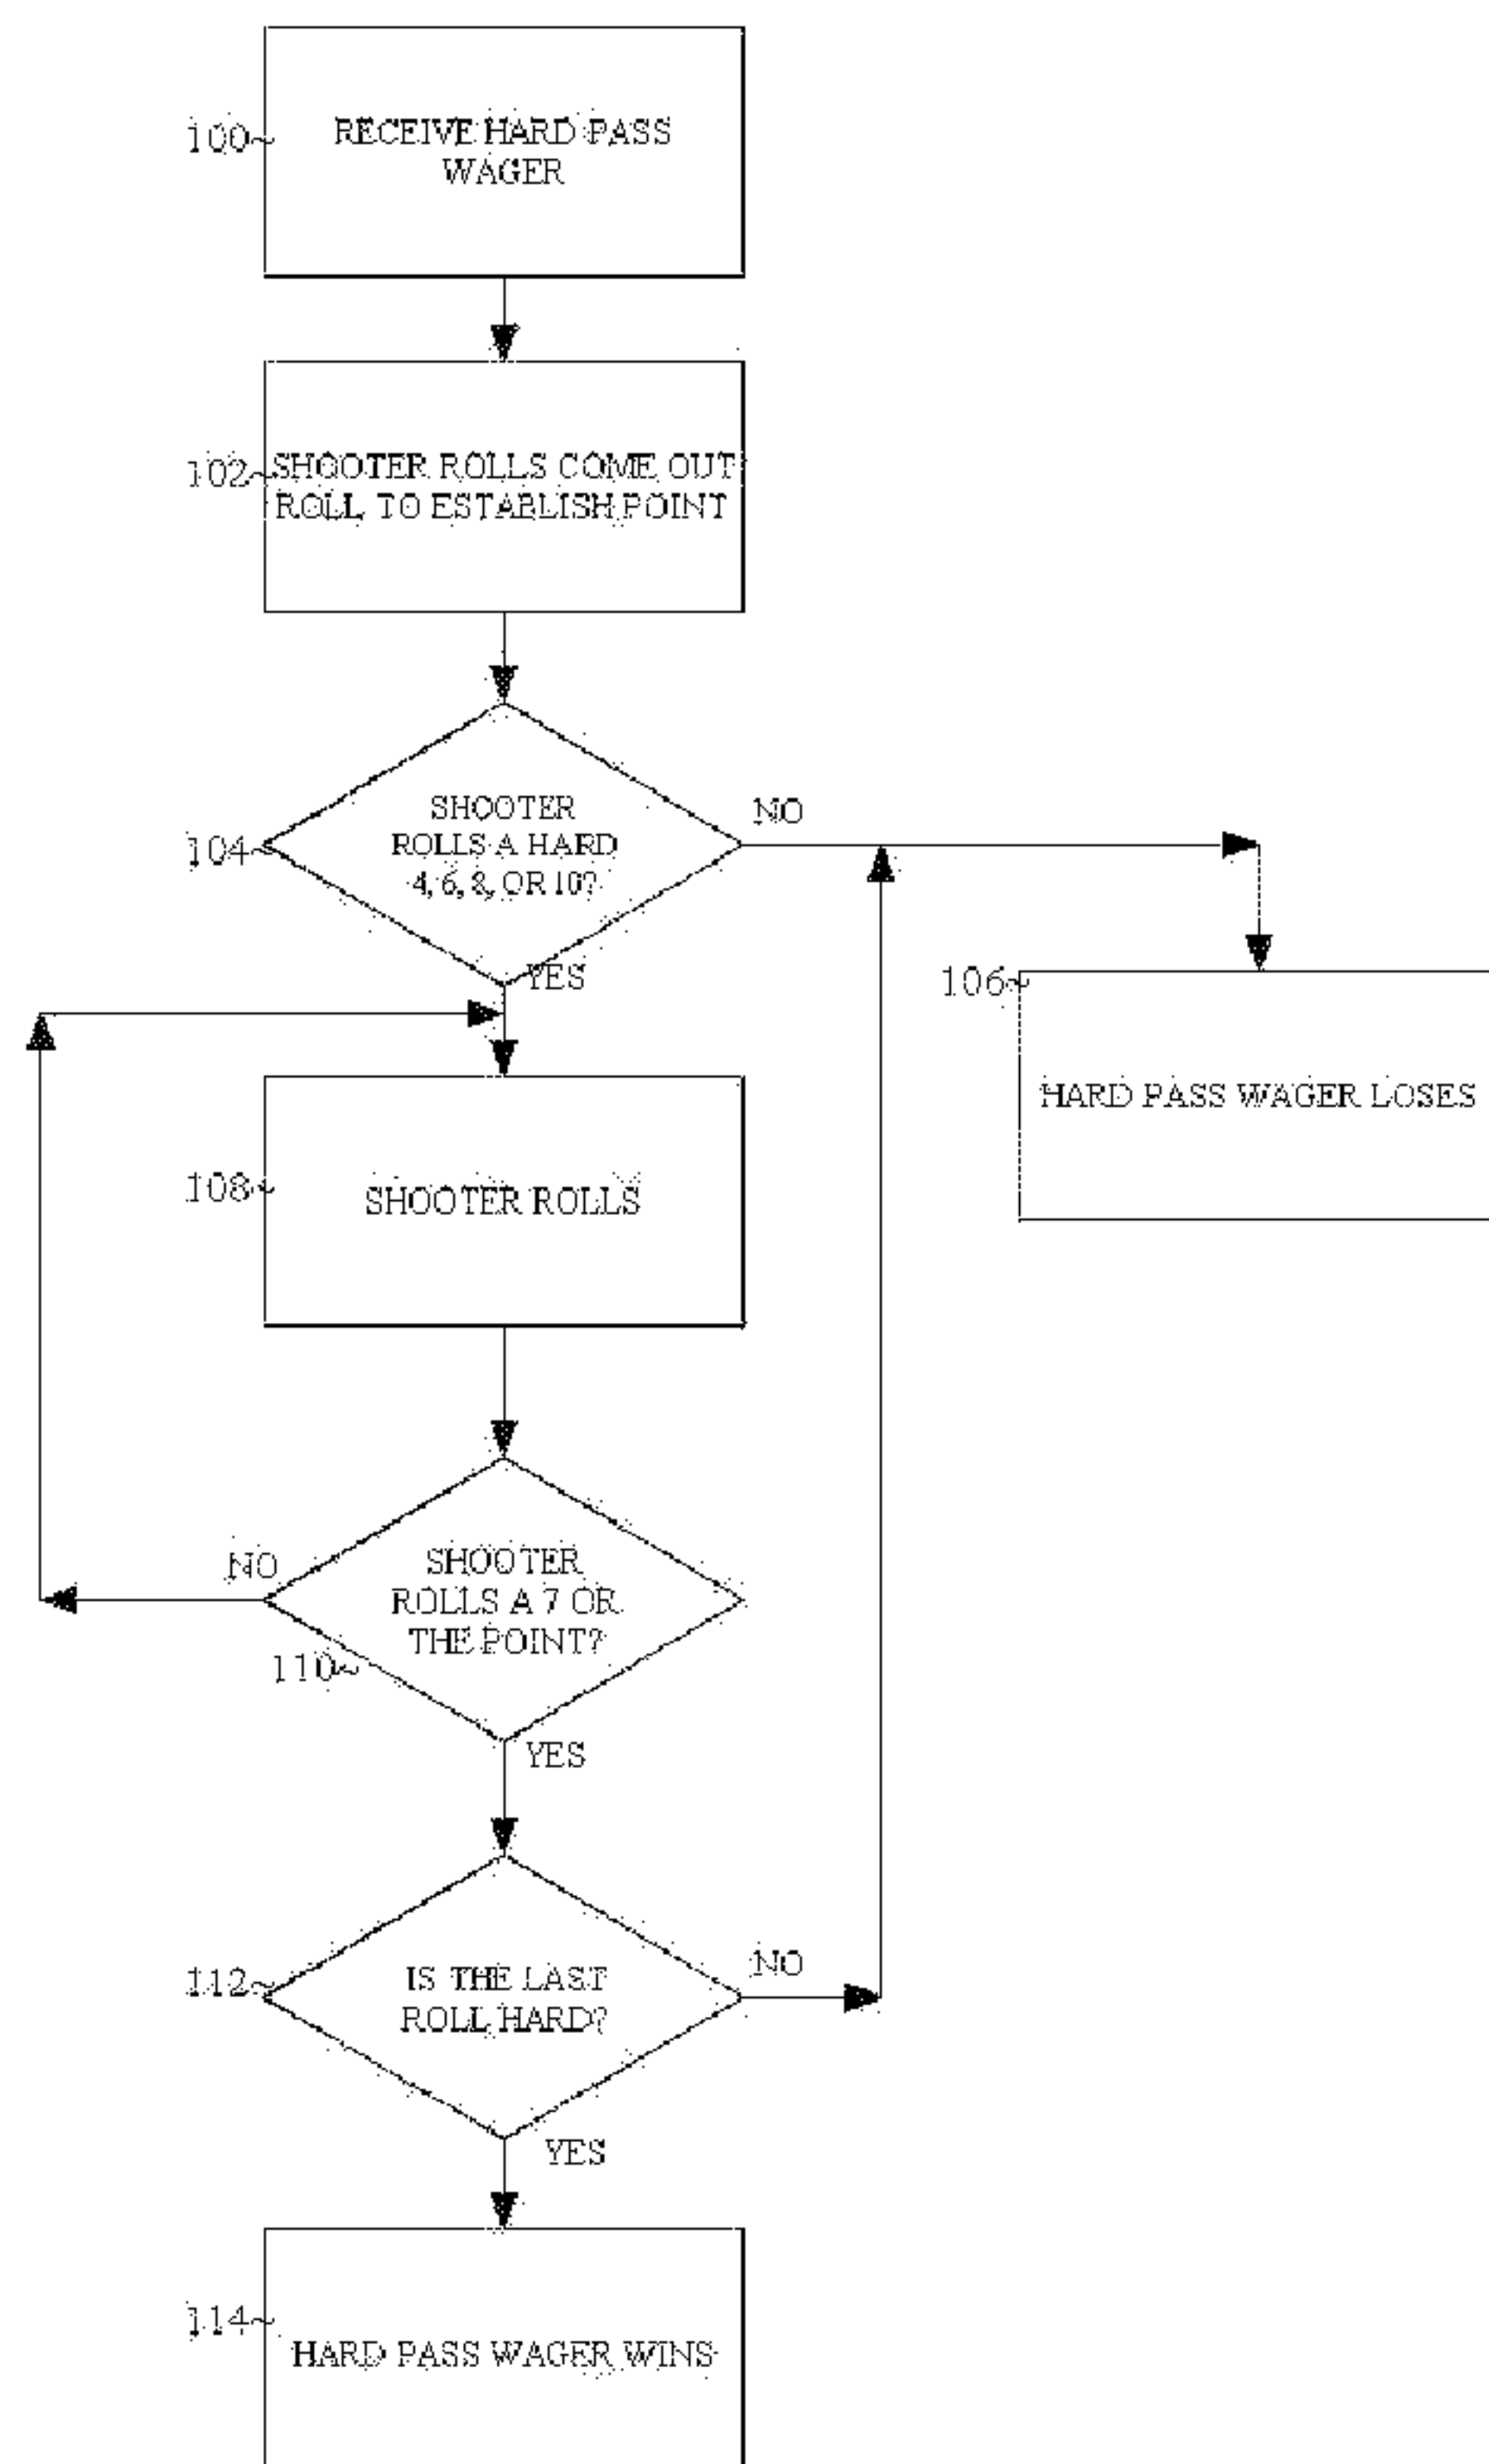 100~
RECEIVE HARD PASS
WAGER
102~
SHOOTER ROLLS COME OUT
ROLL TO ESTABLISH POINT
104~
SHOOTER
ROLLS A HARD
4, 6, 8, OR 10?
NO
YES
106~
HARD PASS WAGER LOSES
108~
SHOOTER ROLLS
NO
SHOOTER
ROLLS A 7 OR
THE POINT?
110~
YES
112~
IS THE LAST
ROLL HARD?
NO
YES
114~
HARD PASS WAGER WINS